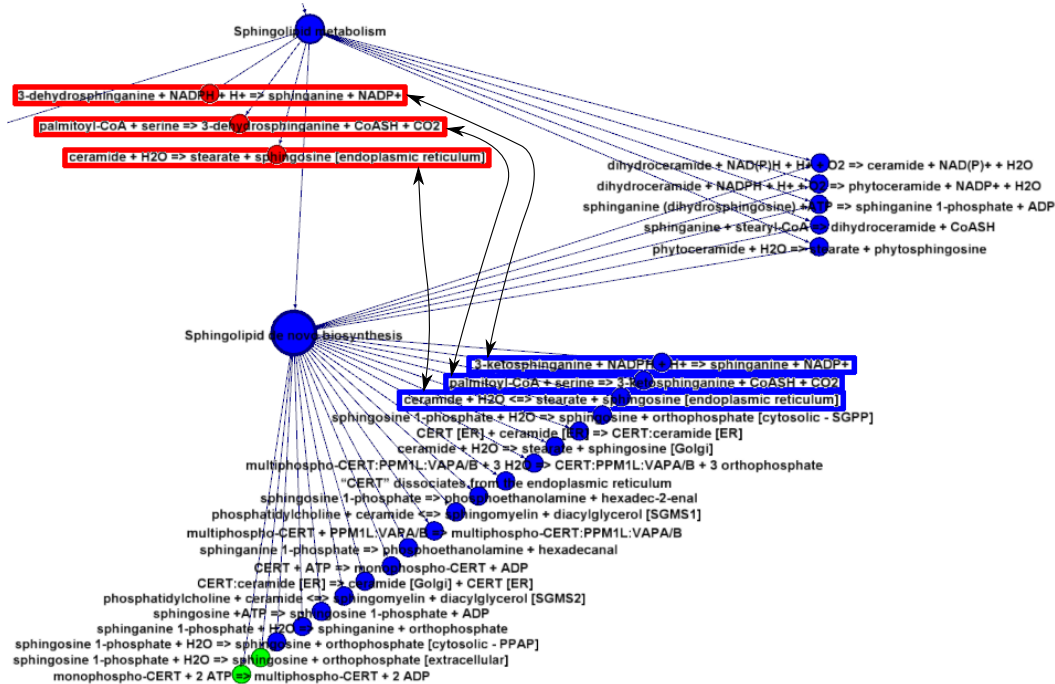 Sphingolipid metabolism
3-dehydrosphinganine + NADPH + H+ => sphinganine + NADP+
palmitoyl-CoA + serine => 3-dehydrosphinganine + CoASH + CO2
ceramide + H2O => stearate + sphingosine [endoplasmic reticulum]
dihydroceramide + NAD(P)H + H+ + O2 => ceramide + NAD(P)+ + H2O
dihydroceramide + NADPH + H+ + O2 => phytoceramide + NADP+ + H2O
sphinganine (dihydrosphingosine) +ATP => sphinganine 1-phosphate + ADP
sphinganine + stearyl-CoA => dihydroceramide + CoASH
phytoceramide + H2O => stearate + phytosphingosine
Sphingolipid de novo biosynthesis
3-ketosphinganine + NADPH + H+ => sphinganine + NADP+
palmitoyl-CoA + serine => 3-ketosphinganine + CoASH + CO2
ceramide + H2O <=> stearate + sphingosine [endoplasmic reticulum]
sphingosine 1-phosphate + H2O => sphingosine + orthophosphate [cytosolic - SGPP]
CERT [ER] + ceramide [ER] => CERT:ceramide [ER]
ceramide + H2O => stearate + sphingosine [Golgi]
multiphospho-CERT:PPM1L:VAPA/B + 3 H2O => CERT:PPM1L:VAPA/B + 3 orthophosphate
"CERT" dissociates from the endoplasmic reticulum
sphingosine 1-phosphate => phosphoethanolamine + hexadec-2-enal
phosphatidylcholine + ceramide <=> sphingomyelin + diacylglycerol [SGMS1]
multiphospho-CERT + PPM1L:VAPA/B => multiphospho-CERT:PPM1L:VAPA/B
sphinganine 1-phosphate => phosphoethanolamine + hexadecanal
CERT + ATP => monophospho-CERT + ADP
CERT:ceramide [ER] => ceramide [Golgi] + CERT [ER]
phosphatidylcholine + ceramide <=> sphingomyelin + diacylglycerol [SGMS2]
sphingosine +ATP => sphingosine 1-phosphate + ADP
sphinganine 1-phosphate + H2O => sphinganine + orthophosphate
sphingosine 1-phosphate + H2O => sphingosine + orthophosphate [cytosolic - PPAP]
sphingosine 1-phosphate + H2O => sphingosine + orthophosphate [extracellular]
monophospho-CERT + 2 ATP => multiphospho-CERT + 2 ADP